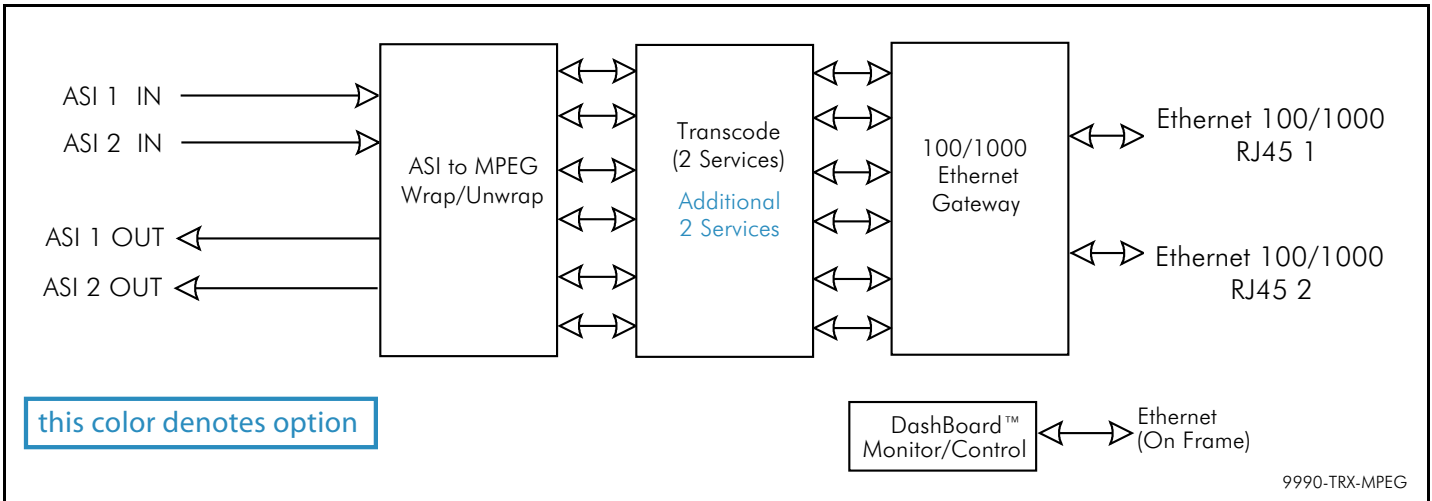 ASI 1 IN
ASI 2 IN
ASI 1 OUT
ASI 2 OUT
ASI to MPEG
Wrap/Unwrap
Transcode
(2 Services)
Additional
2 Services
100/1000
Ethernet
Gateway
Ethernet 100/1000
RJ45 1
Ethernet 100/1000
RJ45 2
this color denotes option
DashBoard™
Monitor/Control
Ethernet
(On Frame)
9990-TRX-MPEG